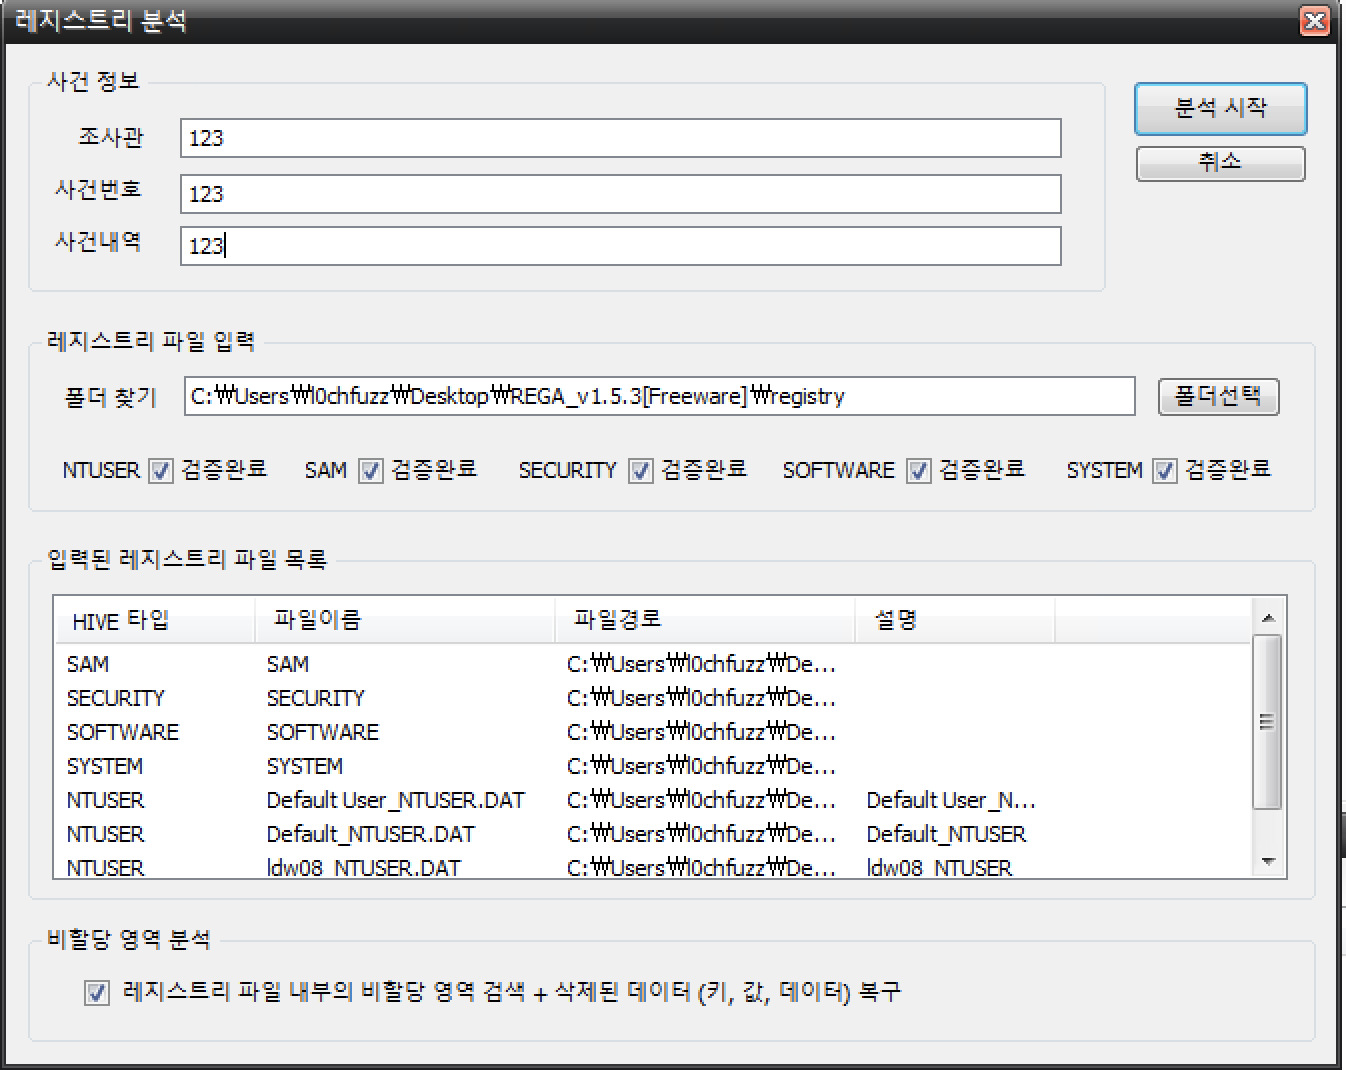 레지스트리 분석
사건 정보
조사관 123
사건번호 123
사건내역 123
분석 시작
취소
레지스트리 파일 입력
폴더 찾기 C:₩Users₩l0chfuzz₩Desktop₩REGA_v1.5.3[Freeware]₩registry 폴더선택
NTUSER 검증완료 SAM 검증완료 SECURITY 검증완료 SOFTWARE 검증완료 SYSTEM 검증완료
입력된 레지스트리 파일 목록
HIVE 타입 파일이름 파일경로 설명
SAM SAM C:₩Users₩l0chfuzz₩De...
SECURITY SECURITY C:₩Users₩l0chfuzz₩De...
SOFTWARE SOFTWARE C:₩Users₩l0chfuzz₩De...
SYSTEM SYSTEM C:₩Users₩l0chfuzz₩De...
NTUSER Default User_NTUSER.DAT C:₩Users₩l0chfuzz₩De... Default User_N...
NTUSER Default_NTUSER.DAT C:₩Users₩l0chfuzz₩De... Default_NTUSER
NTUSER ldw08_NTUSER.DAT C:₩Users₩l0chfuzz₩De... ldw08_NTUSER
비할당 영역 분석
레지스트리 파일 내부의 비할당 영역 검색 + 삭제된 데이터 (키, 값, 데이터) 복구